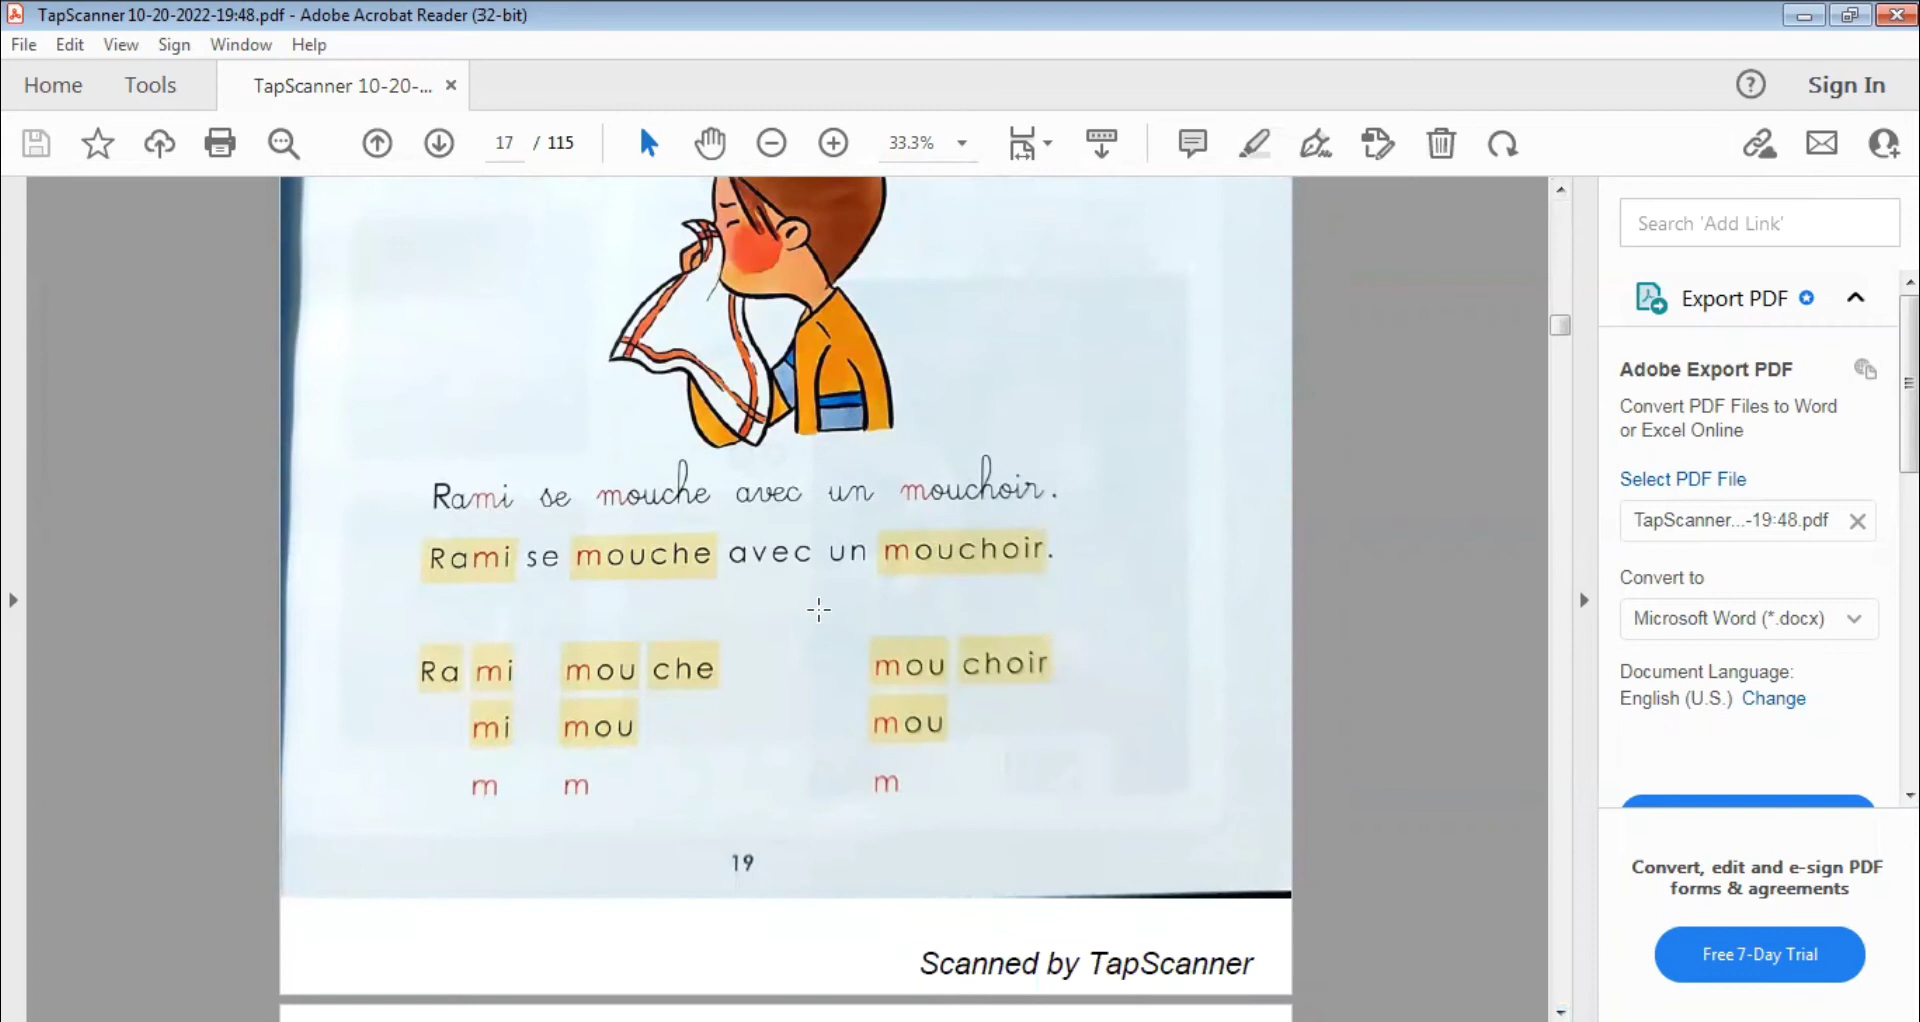 TapScanner 10-20-2022-19:48.pdf - Adobe Acrobat Reader (32-bit)
File Edit View Sign Window Help
Home Tools TapScanner 10-20-... × Sign In
17 / 115 33.3%
Search 'Add Link'
Export PDF
Adobe Export PDF
Convert PDF Files to Word
or Excel Online
Select PDF File
TapScanner...-19:48.pdf
Convert to
Microsoft Word (*.docx)
Document Language:
English (U.S.) Change
Convert, edit and e-sign PDF
forms & agreements
Free 7-Day Trial
Rami se mouche avec un mouchoir.
Rami se mouche avec un mouchoir.
Ra mi mou che mou choir
mi mou mou
m m m
19
Scanned by TapScanner